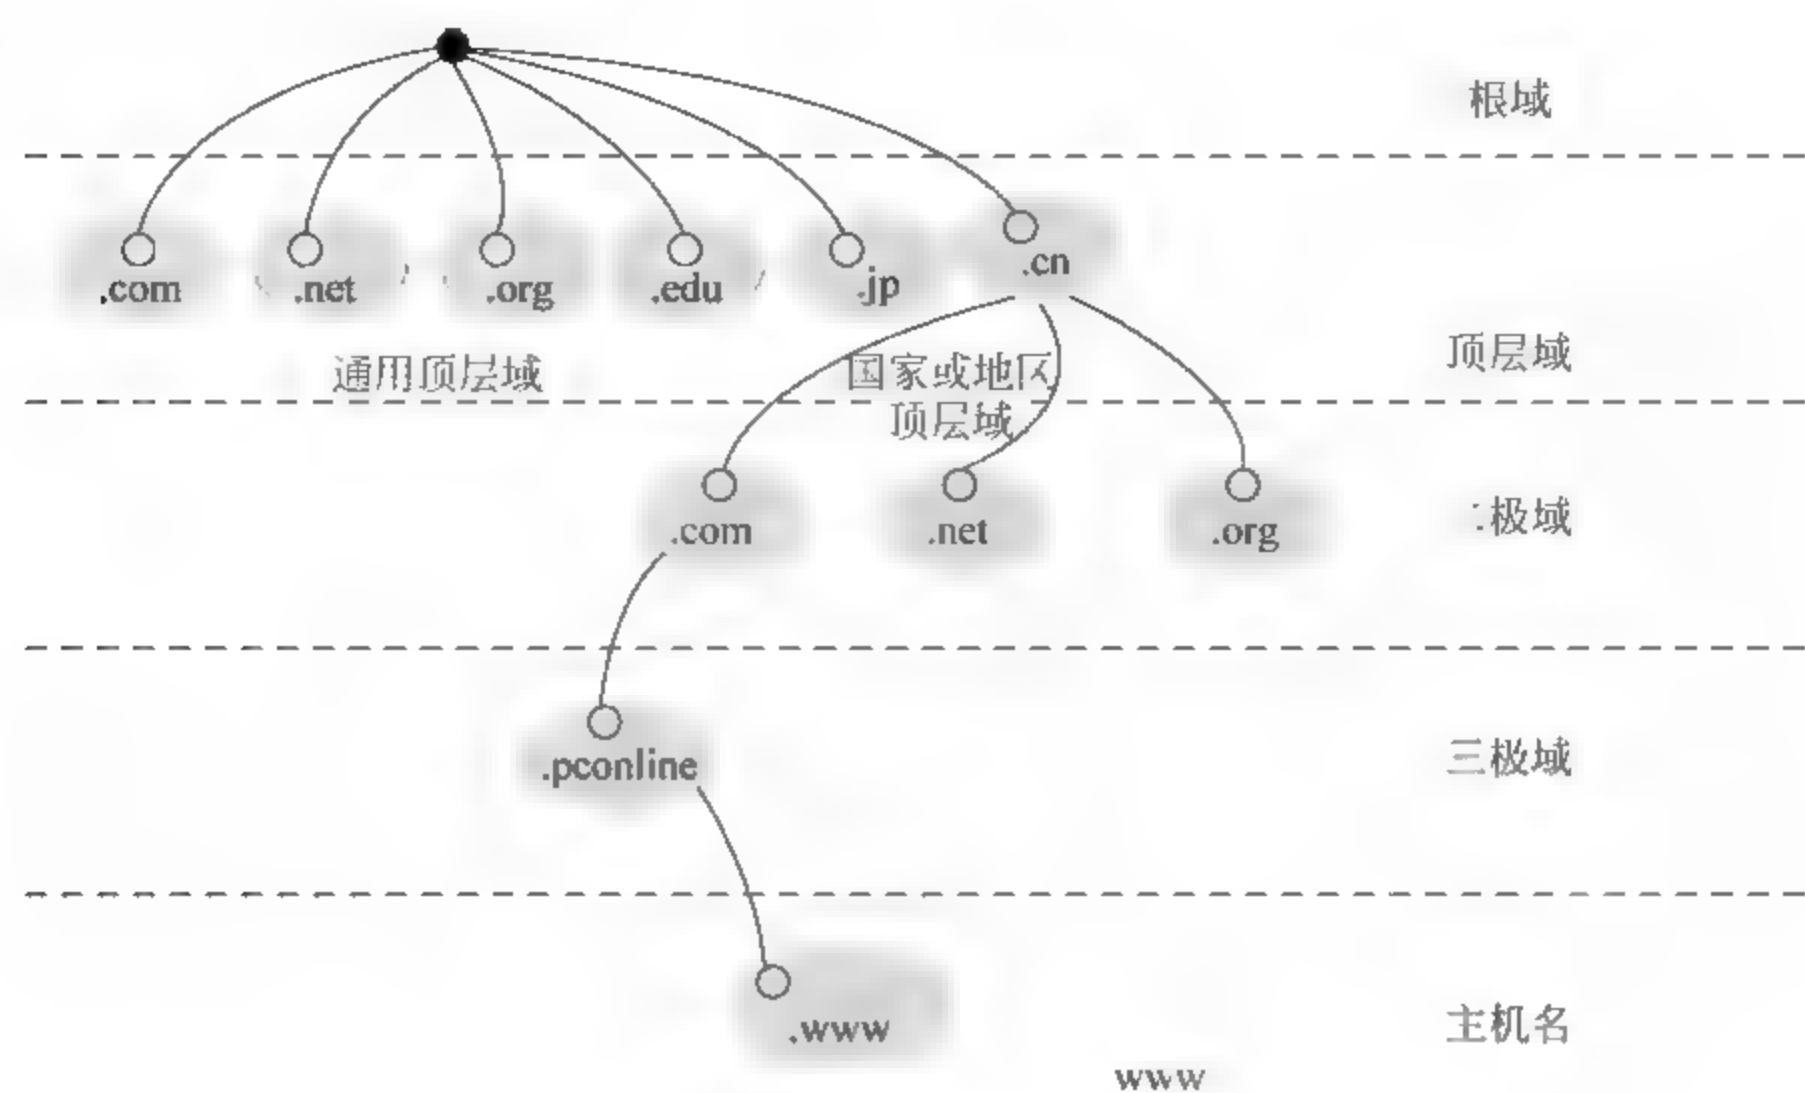 根域
.com
.net
.org
.edu
.jp
.cn
通用顶层域
国家或地区
顶层域
顶层域
.com
.net
.org
二极域
.pconline
三极域
.www
主机名
www